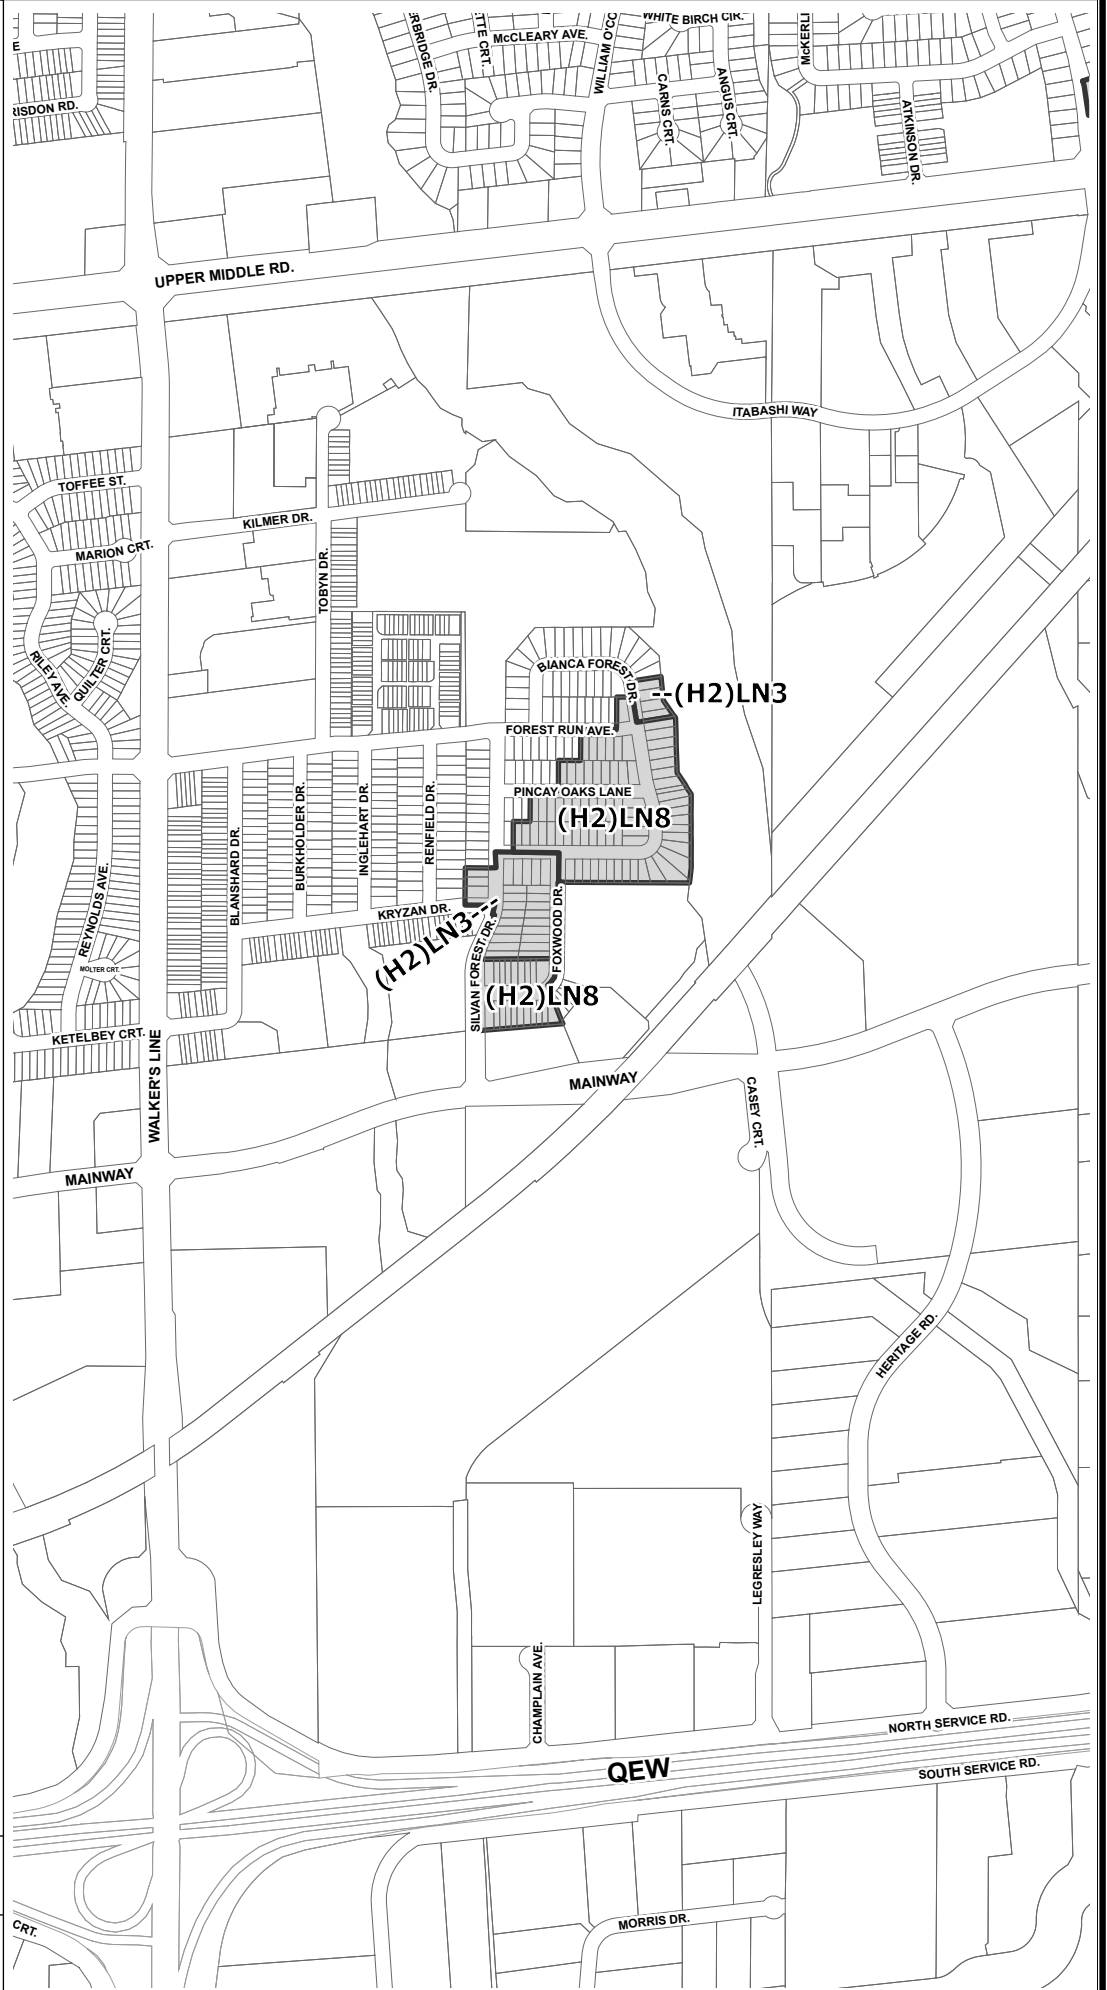 WHITE BIRCH CIR.
McCLEARY AVE.
RISDON RD.
CARNS CRT.
ANGUS CRT.
ATKINSON DR.
UPPER MIDDLE RD.
ITABASHI WAY
TOFFEE ST.
KILMER DR.
MARION CRT.
TOBYN DR.
QUILTER CRT.
RILEY AVE.
BIANCA FOREST DR.
--(H2)LN3
FOREST RUN AVE.
PINCAY OAKS LANE
(H2)LN8
BLANSHARD DR.
BURKHOLDER DR.
INGLEHART DR.
RENFIELD DR.
KRYZAN DR.
REYNOLDS AVE.
(H2)LN3---
SILVAN FOREST DR.
FOXWOOD DR.
MOLTER CRT.
(H2)LN8
KETELBEY CRT.
WALKER'S LINE
MAINWAY
CASEY CRT.
MAINWAY
HERITAGE RD.
LEGRESLEY WAY
CHAMPLAIN AVE.
NORTH SERVICE RD.
QEW
SOUTH SERVICE RD.
MORRIS DR.
CRT.